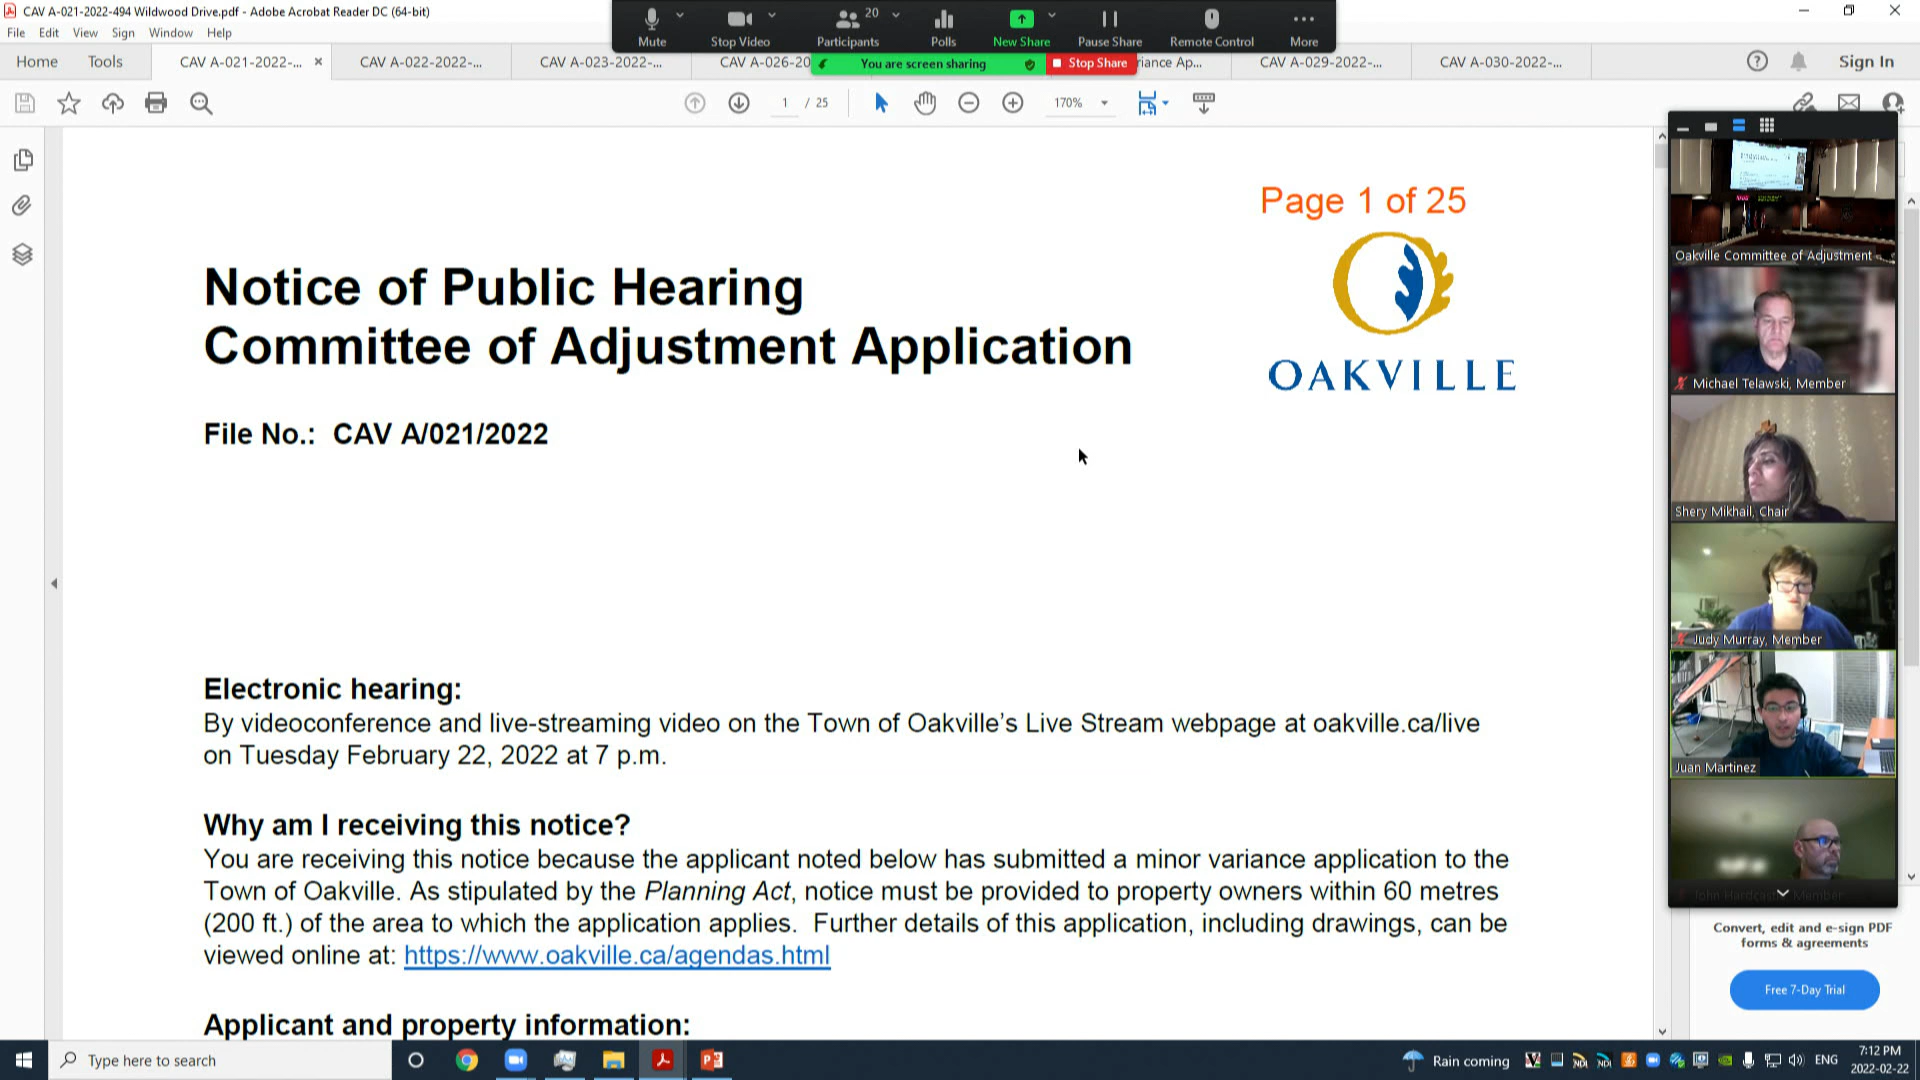 CAV A-021-2022-494 Wildwood Drive.pdf - Adobe Acrobat Reader DC (64-bit)
File Edit View Sign Window Help
Mute
Stop Video
20
Participants
Polls
New Share
Pause Share
Remote Control
More
You are screen sharing
Stop Share
Home
Tools
CAV A-021-2022-...
CAV A-022-2022-...
CAV A-023-2022-...
CAV A-026-20
riance Ap...
CAV A-029-2022-...
CAV A-030-2022-...
Sign In
1 / 25
170%
Page 1 of 25
OAKVILLE
Notice of Public Hearing
Committee of Adjustment Application
File No.: CAV A/021/2022
Electronic hearing:
By videoconference and live-streaming video on the Town of Oakville's Live Stream webpage at oakville.ca/live
on Tuesday February 22, 2022 at 7 p.m.
Why am I receiving this notice?
You are receiving this notice because the applicant noted below has submitted a minor variance application to the
Town of Oakville. As stipulated by the Planning Act, notice must be provided to property owners within 60 metres
(200 ft.) of the area to which the application applies. Further details of this application, including drawings, can be
viewed online at: https://www.oakville.ca/agendas.html
Applicant and property information:
Oakville Committee of Adjustment
Michael Telawski, Member
Shery Mikhail, Chair
Judy Murray, Member
Juan Martinez
John Hardcastle, Member
Convert, edit and e-sign PDF
forms & agreements
Free 7-Day Trial
Type here to search
Rain coming
ENG
7:12 PM
2022-02-22